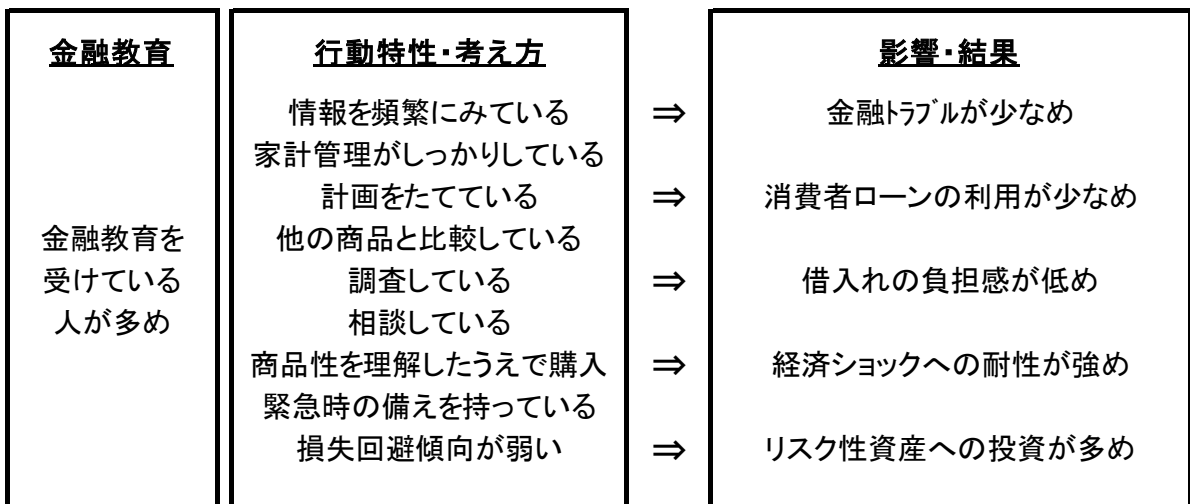 金融教育
金融教育を
受けている
人が多め
行動特性・考え方
情報を頻繁にみている
家計管理がしっかりしている
計画をたてている
他の商品と比較している
調査している
相談している
商品性を理解したうえで購入
緊急時の備えを持っている
損失回避傾向が弱い
⇒
⇒
⇒
⇒
⇒
影響・結果
金融ﾄﾗﾌﾞﾙが少なめ
消費者ローンの利用が少なめ
借入れの負担感が低め
経済ショックへの耐性が強め
リスク性資産への投資が多め